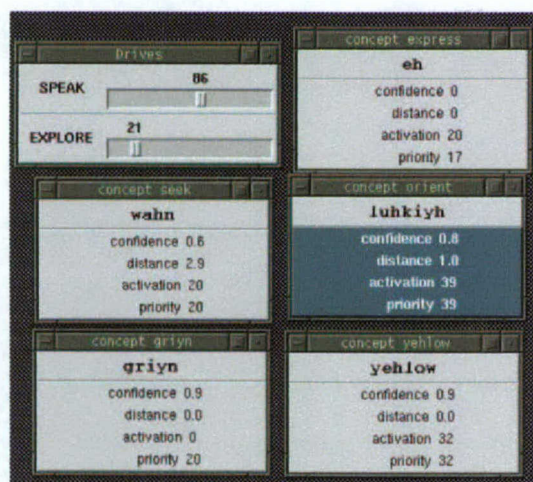 Drives
SPEAK 86
EXPLORE 21
concept express
eh
confidence 0
distance 0
activation 20
priority 17
concept seek
wahn
confidence 0.6
distance 2.9
activation 20
priority 20
concept orient
luhkiyh
confidence 0.8
distance 1.0
activation 39
priority 39
concept griyn
griyn
confidence 0.9
distance 0.0
activation 0
priority 20
concept yehlow
yehlow
confidence 0.9
distance 0.0
activation 32
priority 32